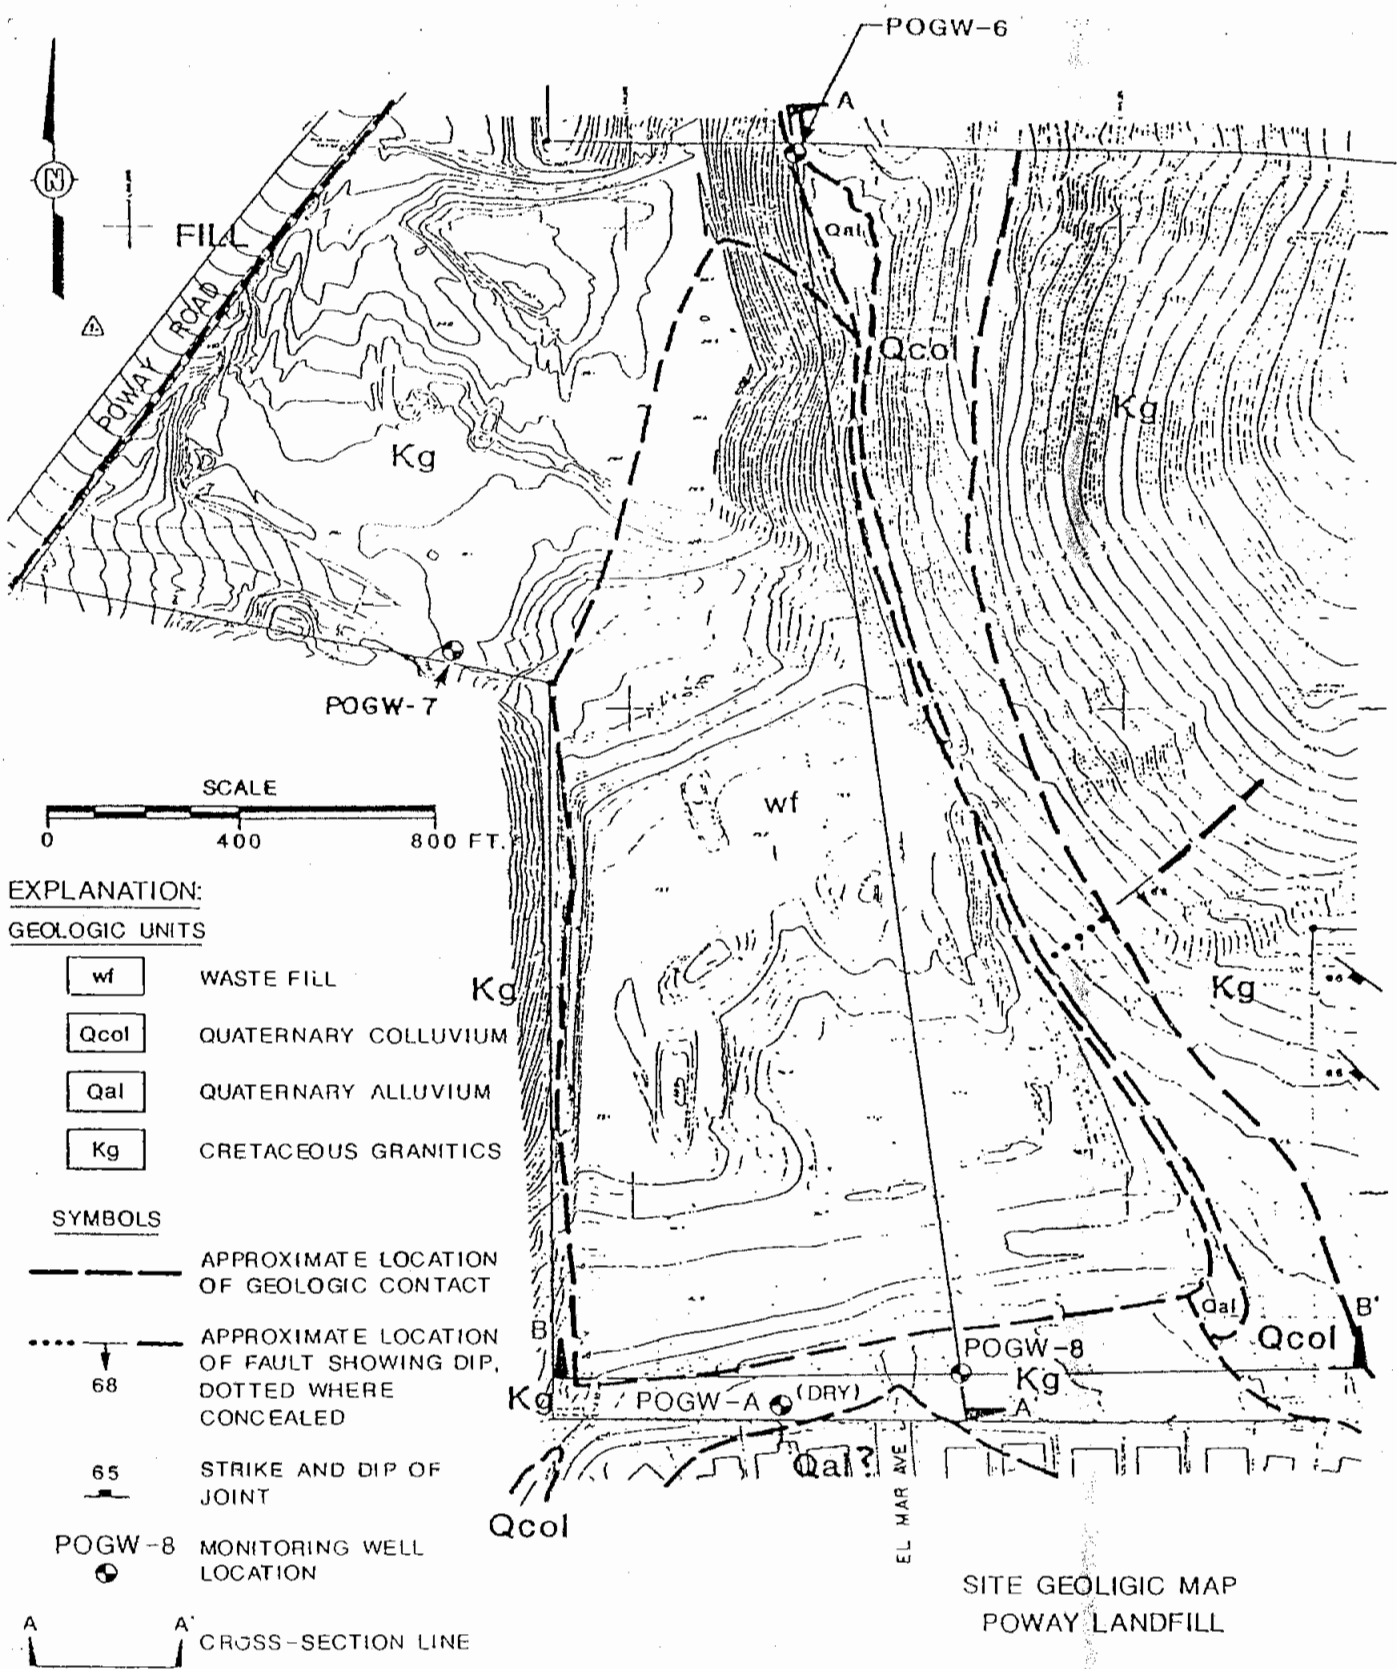 POGW-6
A
N
FILL
POWAY ROAD
Qal
Qcol
Kg
Kg
POGW-7
SCALE
0 400 800 FT.
wf
EXPLANATION:
GEOLOGIC UNITS
wf WASTE FILL
Qcol QUATERNARY COLLUVIUM
Qal QUATERNARY ALLUVIUM
Kg CRETACEOUS GRANITICS
Kg
Kg
SYMBOLS
APPROXIMATE LOCATION
OF GEOLOGIC CONTACT
APPROXIMATE LOCATION
OF FAULT SHOWING DIP,
DOTTED WHERE
CONCEALED
68
65
STRIKE AND DIP OF
JOINT
POGW-8 MONITORING WELL
LOCATION
A A' CROSS-SECTION LINE
B
B'
Qal
Qcol
POGW-8
Kg
Kg
POGW-A (DRY)
A
Qal?
EL MAR AVE
Qcol
SITE GEOLIGIC MAP
POWAY LANDFILL